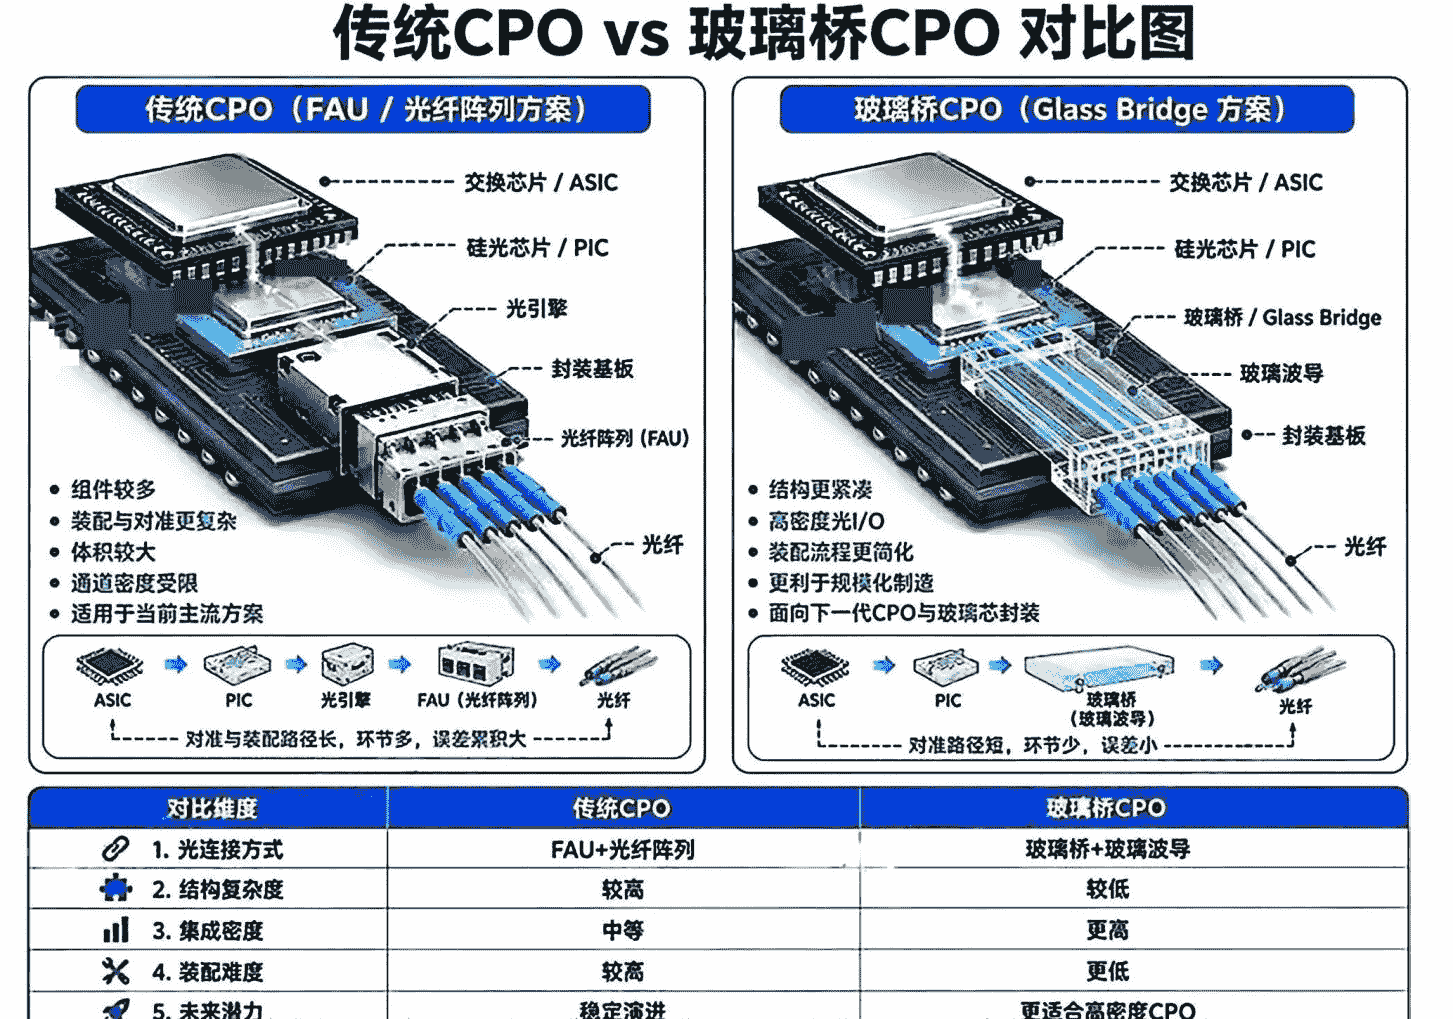 传统CPO vs 玻璃桥CPO 对比图
传统CPO（FAU / 光纤阵列方案）
交换芯片 / ASIC
硅光芯片 / PIC
光引擎
封装基板
光纤阵列 (FAU)
光纤
组件较多
装配与对准更复杂
体积较大
通道密度受限
适用于当前主流方案
ASIC
PIC
光引擎
FAU（光纤阵列）
光纤
对准与装配路径长，环节多，误差累积大
玻璃桥CPO（Glass Bridge 方案）
交换芯片 / ASIC
硅光芯片 / PIC
玻璃桥 / Glass Bridge
玻璃波导
封装基板
光纤
结构更紧凑
高密度光I/O
装配流程更简化
更利于规模化制造
面向下一代CPO与玻璃芯封装
ASIC
PIC
玻璃桥
（玻璃波导）
光纤
对准路径短，环节少，误差小
对比维度 传统CPO 玻璃桥CPO
1. 光连接方式 FAU+光纤阵列 玻璃桥+玻璃波导
2. 结构复杂度 较高 较低
3. 集成密度 中等 更高
4. 装配难度 较高 更低
5. 未来潜力 稳定演进 更适合高密度CPO